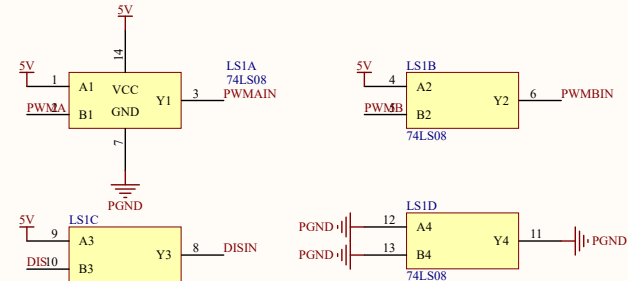 5V
14
LS1A
74LS08
5V
1
A1
VCC
Y1
3
PWMAIN
PWMA
2
B1
GND
7
PGND
5V
4
LS1B
A2
Y2
6
PWMBIN
PWMB
5
B2
74LS08
5V
9
LS1C
A3
Y3
8
DISIN
DIS
10
B3
LS1D
PGND
12
A4
Y4
11
PGND
PGND
13
B4
74LS08